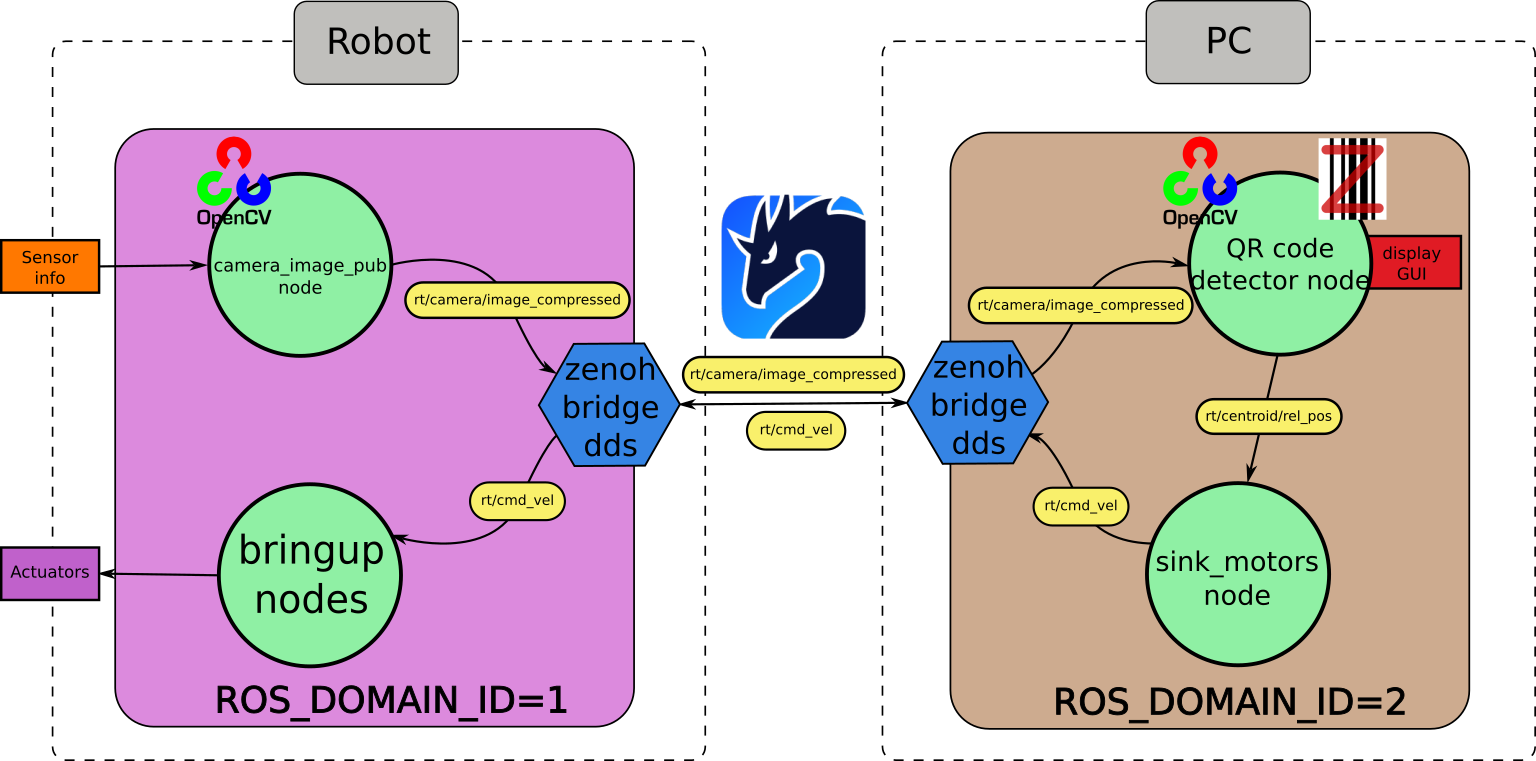 Robot
PC
OpenCV
Sensor
info
camera_image_pub
node
rt/camera/image_compressed
zenoh
bridge
dds
rt/cmd_vel
bringup
nodes
Actuators
ROS_DOMAIN_ID=1
rt/camera/image_compressed
rt/cmd_vel
OpenCV
Z
QR code
detector node
display
GUI
rt/camera/image_compressed
zenoh
bridge
dds
rt/centroid/rel_pos
rt/cmd_vel
sink_motors
node
ROS_DOMAIN_ID=2